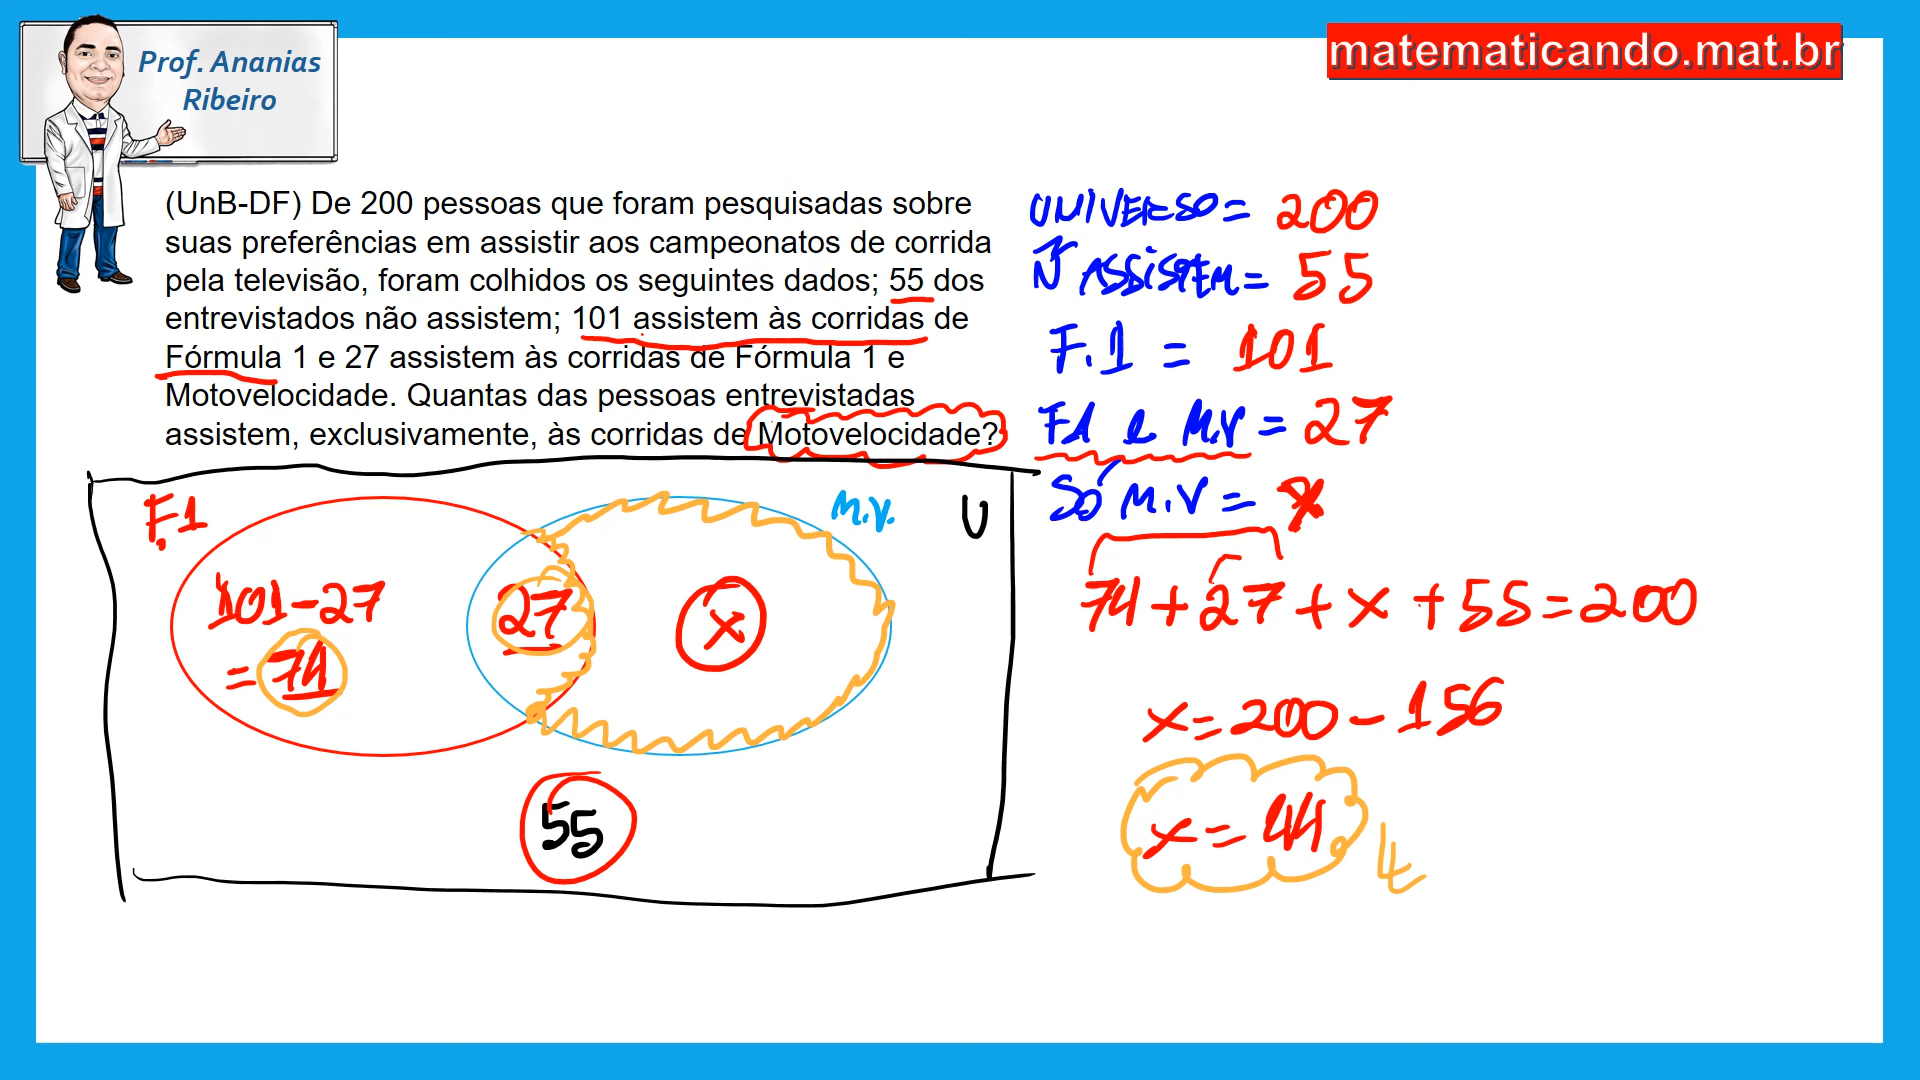 Prof. Ananias
Ribeiro
matematicando.mat.br
(UnB-DF) De 200 pessoas que foram pesquisadas sobre
suas preferências em assistir aos campeonatos de corrida
pela televisão, foram colhidos os seguintes dados; 55 dos
entrevistados não assistem; 101 assistem às corridas de
Fórmula 1 e 27 assistem às corridas de Fórmula 1 e
Motovelocidade. Quantas das pessoas entrevistadas
assistem, exclusivamente, às corridas de Motovelocidade?
UNIVERSO = 200
Ñ ASSISTEM = 55
F.1 = 101
F1 e M.V = 27
SÓ M.V = x
74 + 27 + x + 55 = 200
x = 200 - 156
x = 44
F.1
M.V.
U
101 - 27
= 74
27
x
55